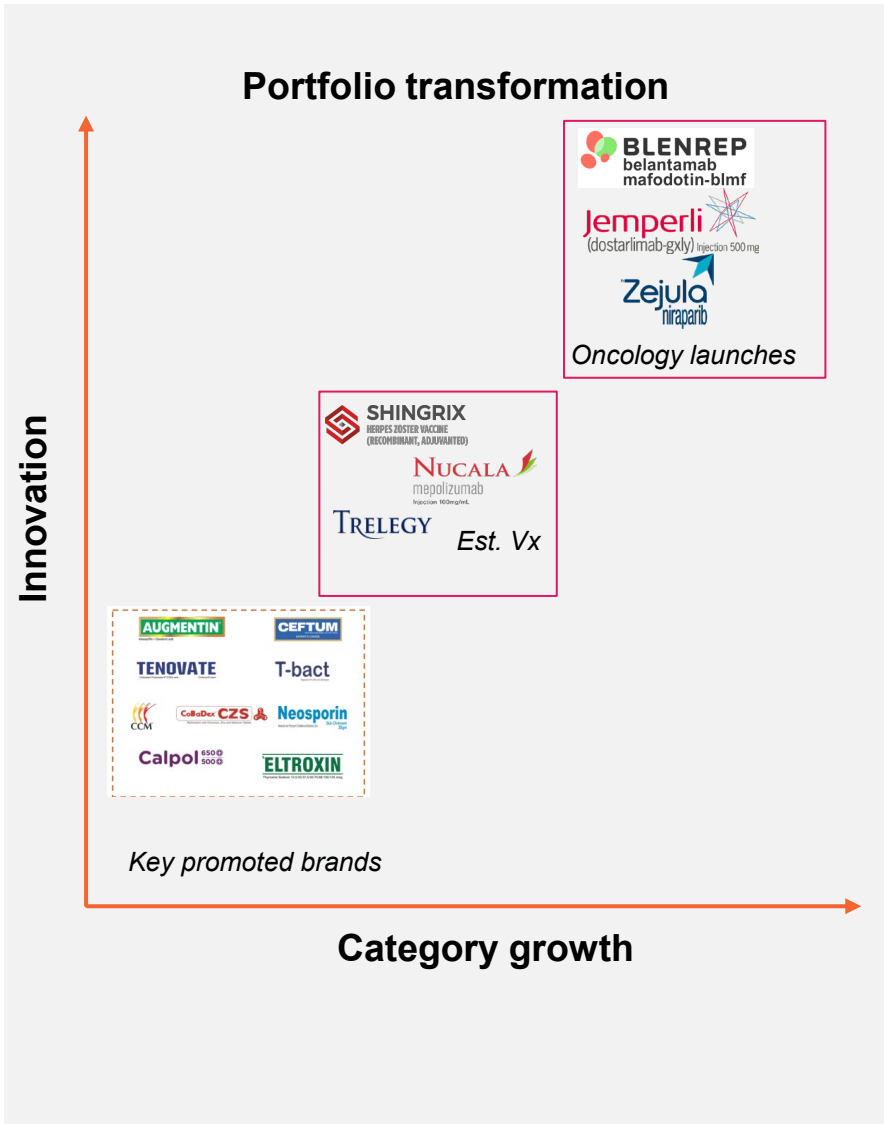 Portfolio transformation
BLENREP
belantamab
mafodotin-blmf
Jemperli
(dostarlimab-gxly) Injection 500 mg
Zejula
niraparib
Oncology launches
SHINGRIX
HERPES ZOSTER VACCINE
(RECOMBINANT, ADJUVANTED)
NUCALA
mepolizumab
Injection 100mg/mL
TRELEGY
Est. Vx
Innovation
AUGMENTIN
CEFTUM
TENOVATE
T-bact
CCM
CoBaDex CZS
Neosporin
Calpol 650
500
ELTROXIN
Key promoted brands
Category growth